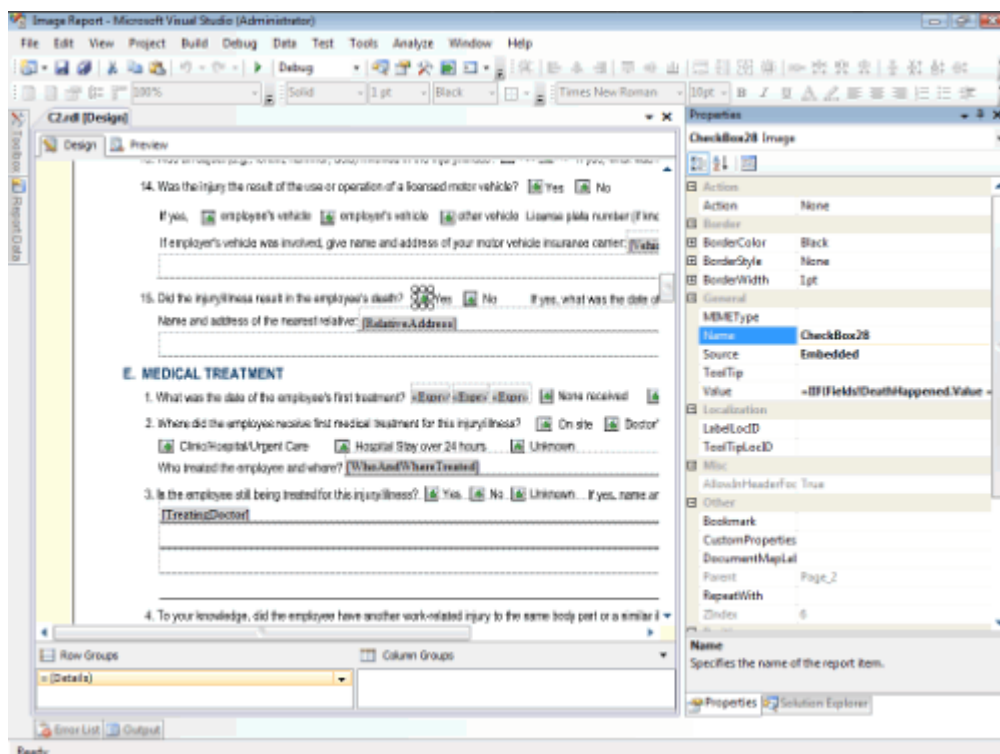 Image Report - Microsoft Visual Studio (Administrator)
File Edit View Project Build Debug Data Test Tools Analyze Window Help
Debug
100% Solid 1 pt Black Times New Roman 10pt B I U
Toolbox
Report Data
C2.rdl [Design]
Design Preview
14. Was the injury the result of the use or operation of a licensed motor vehicle? Yes No
If yes, employee's vehicle employer's vehicle other vehicle License plate number (if kno
If employer's vehicle was involved, give name and address of your motor vehicle insurance carrier:
15. Did the injury/illness result in the employee's death? Yes No If yes, what was the date of
Name and address of the nearest relative: [RelativeAddress]
E. MEDICAL TREATMENT
1. What was the date of the employee's first treatment? «Expr» «Expr» «Expr» None received
2. Where did the employee receive first medical treatment for this injury/illness? On site Doctor'
Clinic/Hospital/Urgent Care Hospital Stay over 24 hours Unknown
Who treated the employee and where? [WhoAndWhereTreated]
3. Is the employee still being treated for this injury/illness? Yes No Unknown If yes, name ar
[TreatingDoctor]
4. To your knowledge, did the employee have another work-related injury to the same body part or a similar il
Row Groups Column Groups
(Details)
Error List Output
Ready
Properties
CheckBox28 Image
Action
Action None
Border
BorderColor Black
BorderStyle None
BorderWidth 1pt
General
MIMEType
Name CheckBox28
Source Embedded
ToolTip
Value =IIF(Fields!DeathHappened.Value =
Localization
LabelLocID
ToolTipLocID
Misc
AllowInHeaderFoc True
Other
Bookmark
CustomProperties
DocumentMapLal
Parent Page_2
RepeatWith
ZIndex 6
Name
Specifies the name of the report item.
Properties Solution Explorer